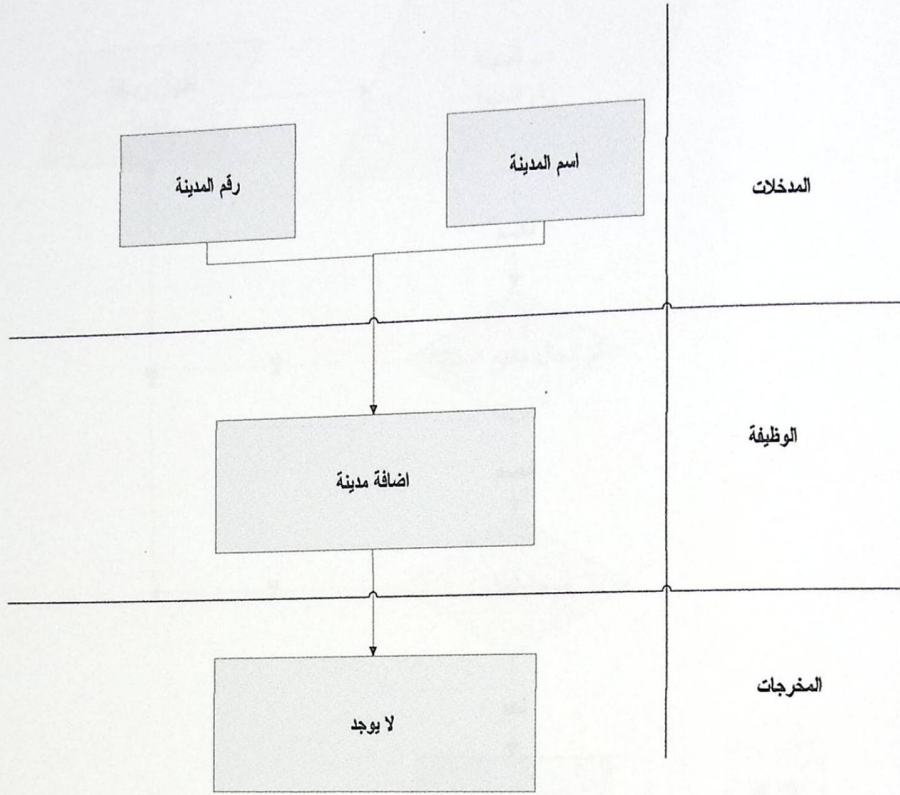 المدخلات
اسم المدينة
رقم المدينة
الوظيفة
اضافة مدينة
المخرجات
لا يوجد